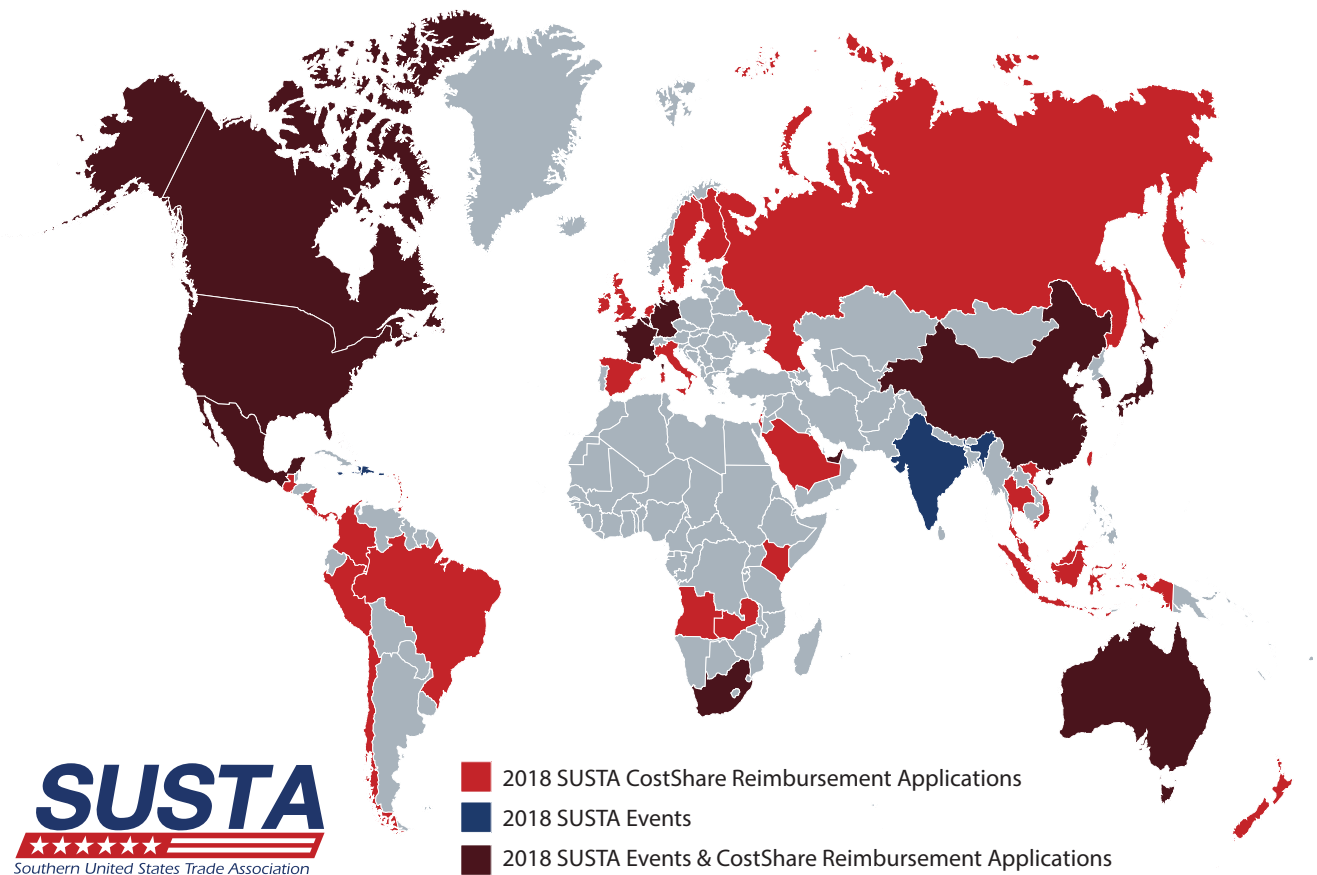 2018 SUSTA CostShare Reimbursement Applications
2018 SUSTA Events
2018 SUSTA Events & CostShare Reimbursement Applications
SUSTA
Southern United States Trade Association